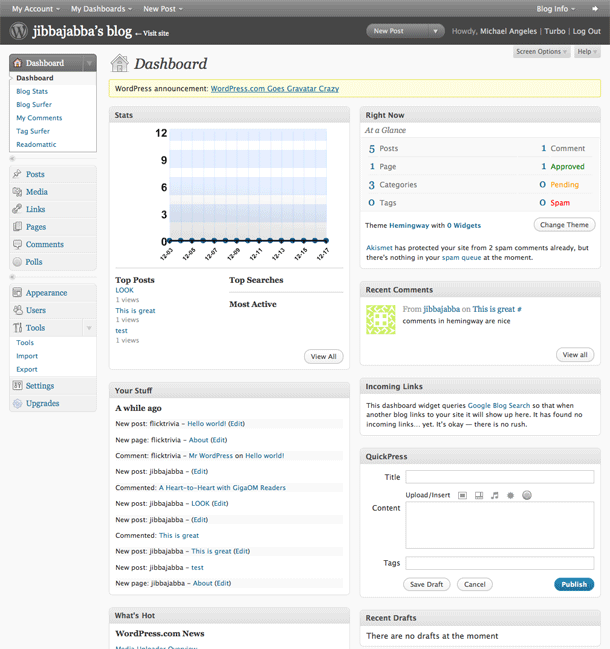 My Account
My Dashboards
New Post
Blog Info
jibbajabba's blog
← Visit site
New Post
Howdy, Michael Angeles | Turbo | Log Out
Screen Options
Help
Dashboard
Dashboard
Blog Stats
Blog Surfer
My Comments
Tag Surfer
Readomattic
Posts
Media
Links
Pages
Comments
Polls
Appearance
Users
Tools
Tools
Import
Export
Settings
Upgrades
Dashboard
WordPress announcement: WordPress.com Goes Gravatar Crazy
Stats
12
9
6
3
0
12-03
12-05
12-07
12-09
12-11
12-13
12-15
12-17
Top Posts
LOOK
1 views
This is great
1 views
test
1 views
Top Searches
Most Active
View All
Your Stuff
A while ago
New post: flicktrivia – Hello world! (Edit)
New page: flicktrivia – About (Edit)
Comment: flicktrivia – Mr WordPress on Hello world!
New post: jibbajabba – (Edit)
Commented: A Heart-to-Heart with GigaOM Readers
New post: jibbajabba – LOOK (Edit)
New post: jibbajabba – (Edit)
Commented: This is great
New post: jibbajabba – This is great (Edit)
New post: jibbajabba – test
New page: jibbajabba – About (Edit)
What's Hot
WordPress.com News
Media Uploader Overview
Right Now
At a Glance
5 Posts
1 Comment
1 Page
1 Approved
3 Categories
0 Pending
0 Tags
0 Spam
Theme Hemingway with 0 Widgets
Change Theme
Akismet has protected your site from 2 spam comments already, but
there's nothing in your spam queue at the moment.
Recent Comments
From jibbajabba on This is great #
comments in hemingway are nice
View all
Incoming Links
This dashboard widget queries Google Blog Search so that when
another blog links to your site it will show up here. It has found no
incoming links... yet. It's okay — there is no rush.
QuickPress
Title
Upload/Insert
Content
Tags
Save Draft
Cancel
Publish
Recent Drafts
There are no drafts at the moment